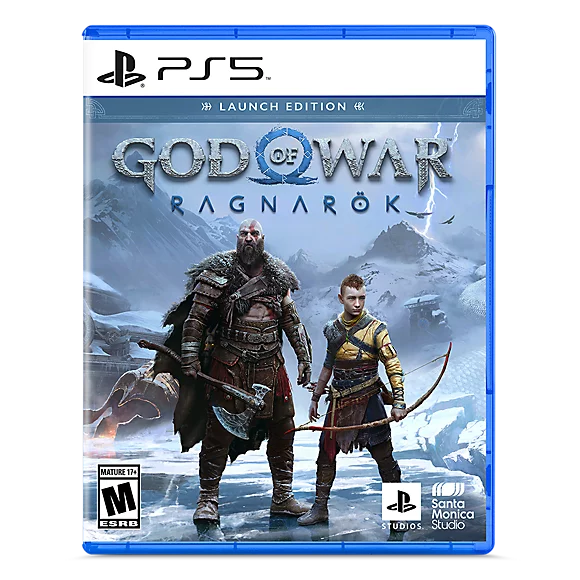 PS5
LAUNCH EDITION
GOD OF WAR
RAGNARÖK
MATURE 17+
M
ESRB
STUDIOS.
Santa
Monica
Studio